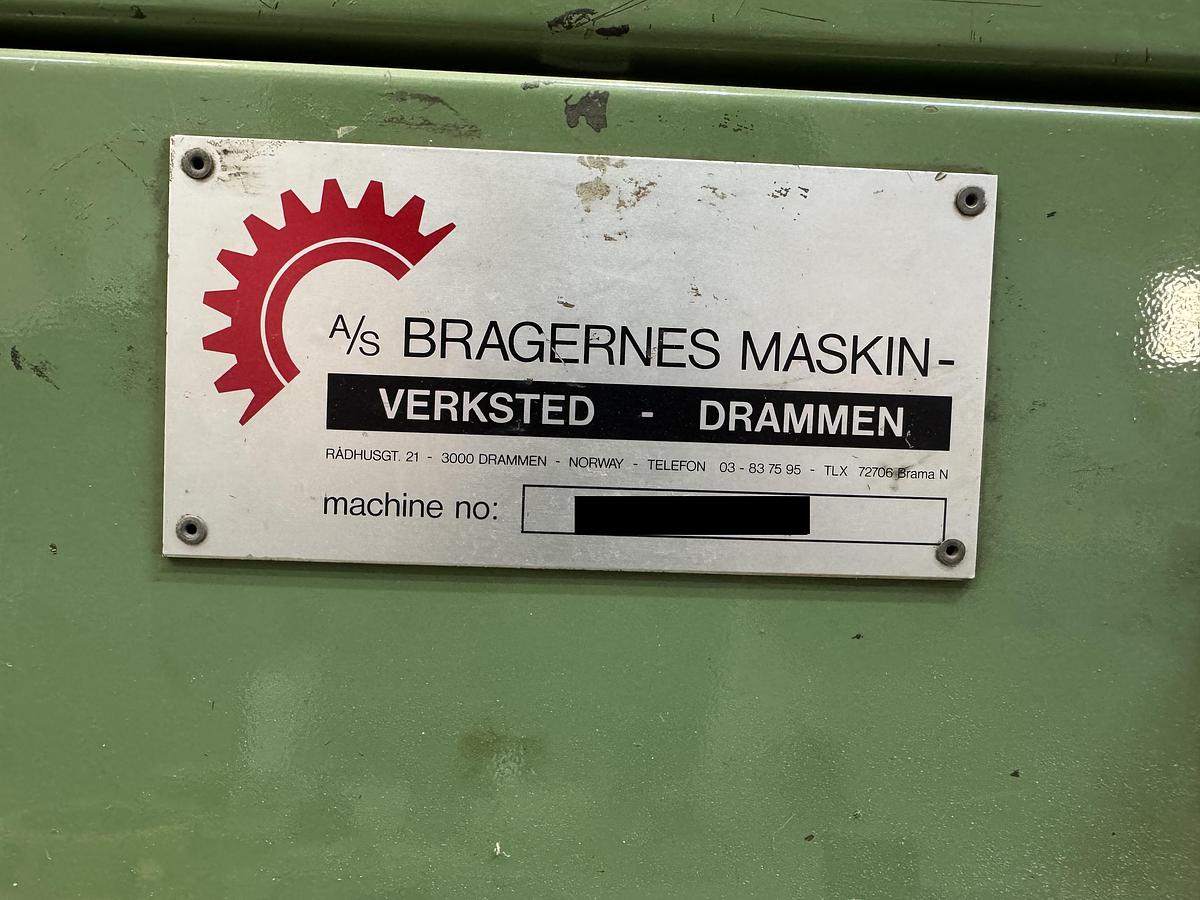 A/S BRAGERNES MASKIN-
VERKSTED - DRAMMEN
RÅDHUSGT. 21 - 3000 DRAMMEN - NORWAY - TELEFON 03 - 83 75 95 - TLX 72706 Brama N
machine no: